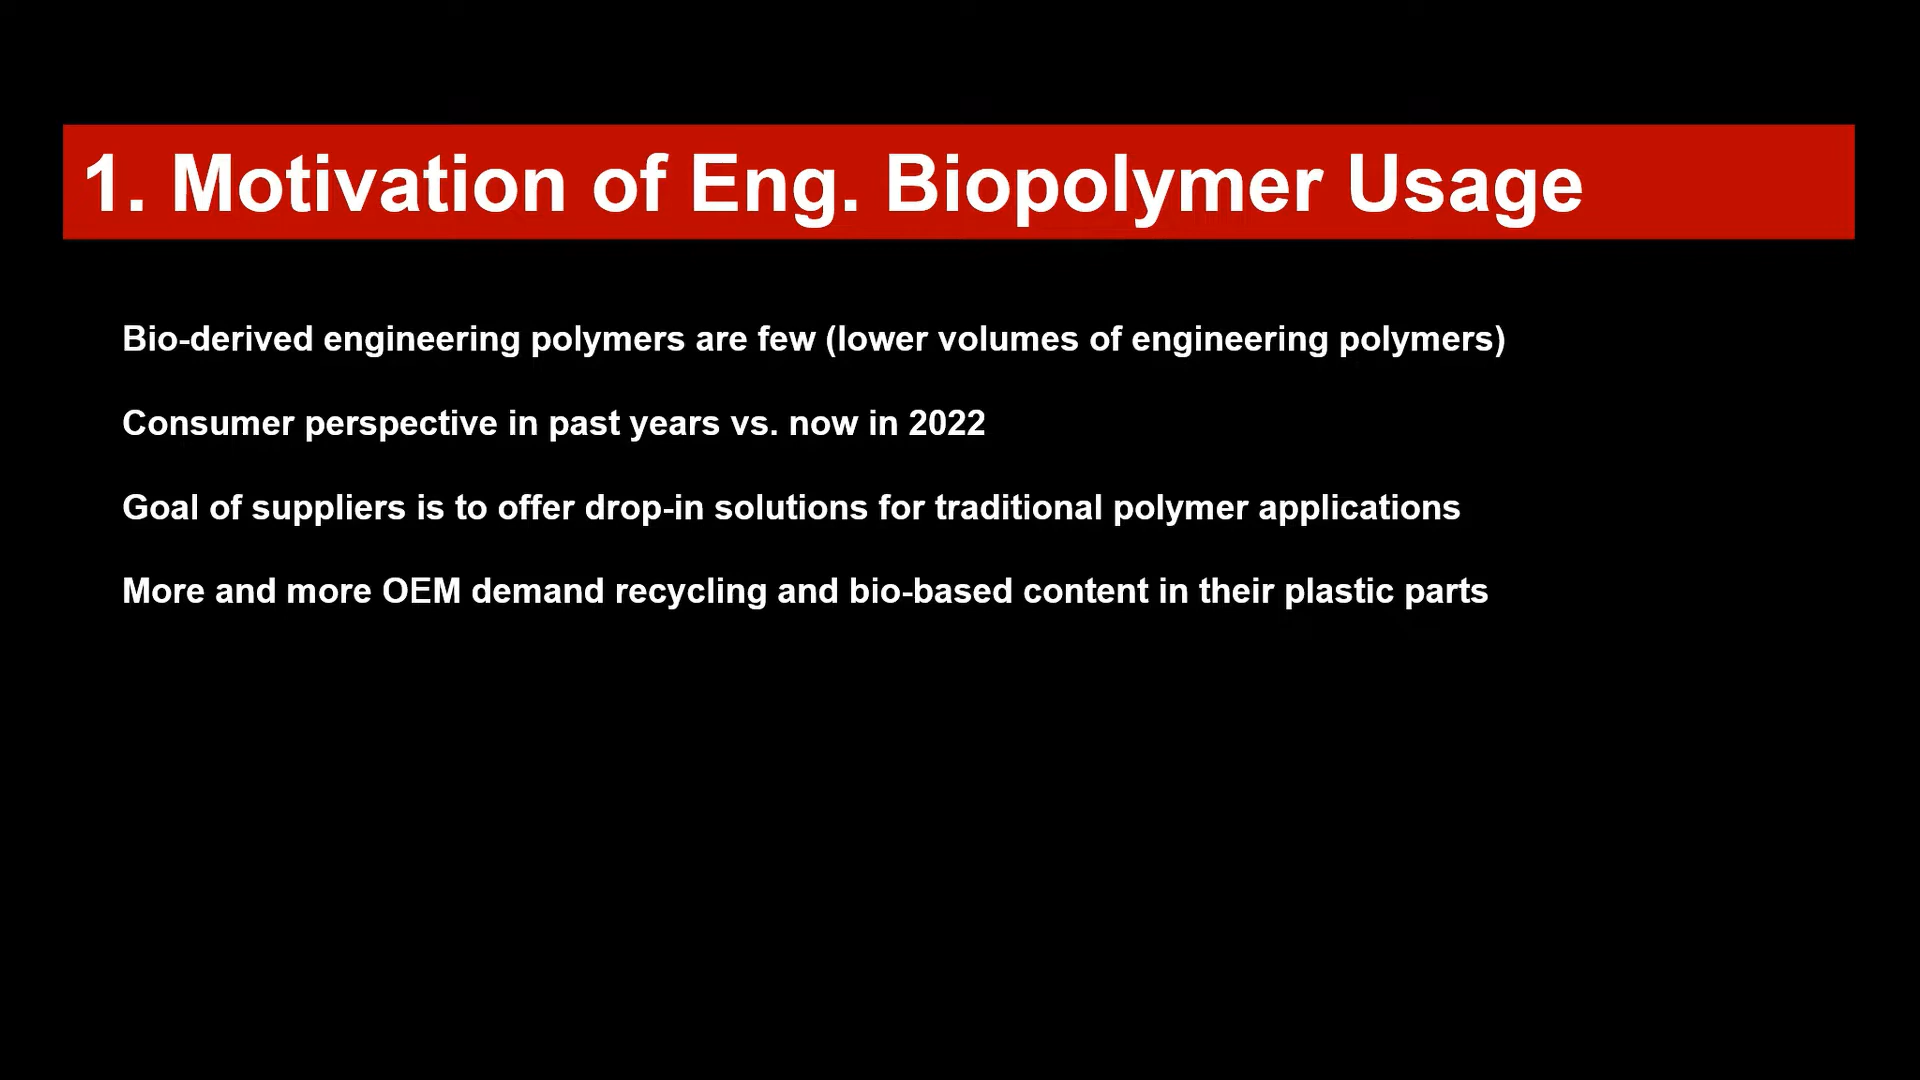 1. Motivation of Eng. Biopolymer Usage
Bio-derived engineering polymers are few (lower volumes of engineering polymers)
Consumer perspective in past years vs. now in 2022
Goal of suppliers is to offer drop-in solutions for traditional polymer applications
More and more OEM demand recycling and bio-based content in their plastic parts